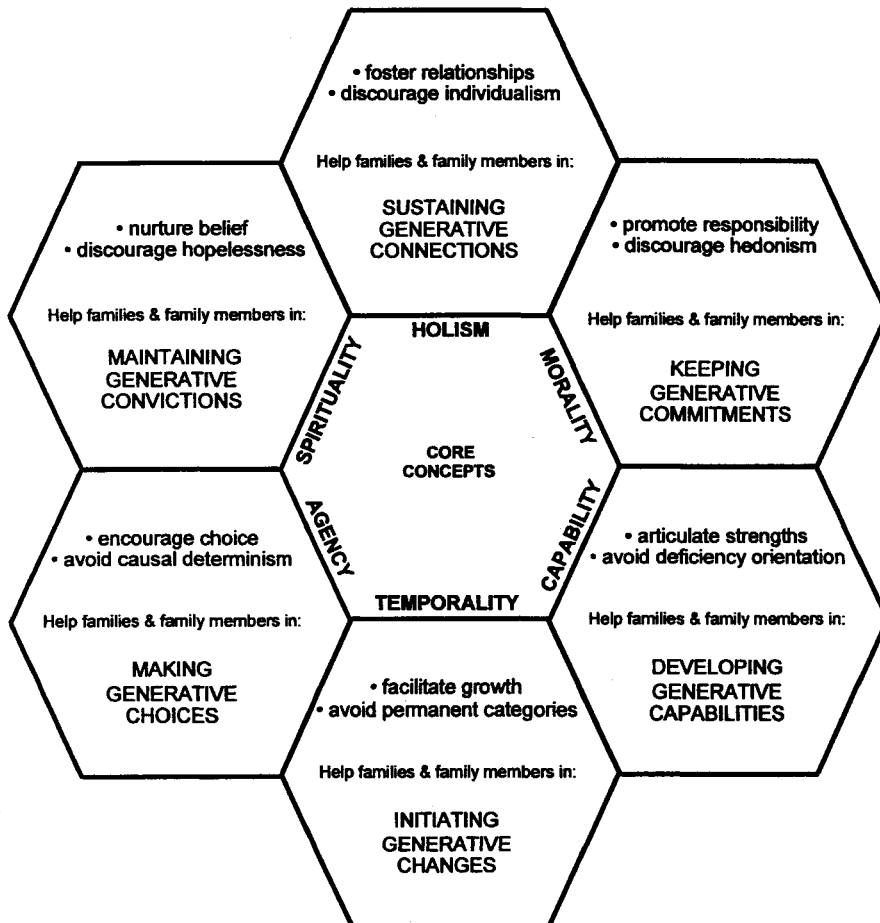 • foster relationships
• discourage individualism
Help families & family members in:
SUSTAINING
GENERATIVE
CONNECTIONS
• nurture belief
• discourage hopelessness
Help families & family members in:
MAINTAINING
GENERATIVE
CONVICTIONS
• promote responsibility
• discourage hedonism
Help families & family members in:
KEEPING
GENERATIVE
COMMITMENTS
HOLISM
SPIRITUALITY
MORALITY
CORE
CONCEPTS
AGENCY
CAPABILITY
TEMPORALITY
• encourage choice
• avoid causal determinism
Help families & family members in:
MAKING
GENERATIVE
CHOICES
• articulate strengths
• avoid deficiency orientation
Help families & family members in:
DEVELOPING
GENERATIVE
CAPABILITIES
• facilitate growth
• avoid permanent categories
Help families & family members in:
INITIATING
GENERATIVE
CHANGES